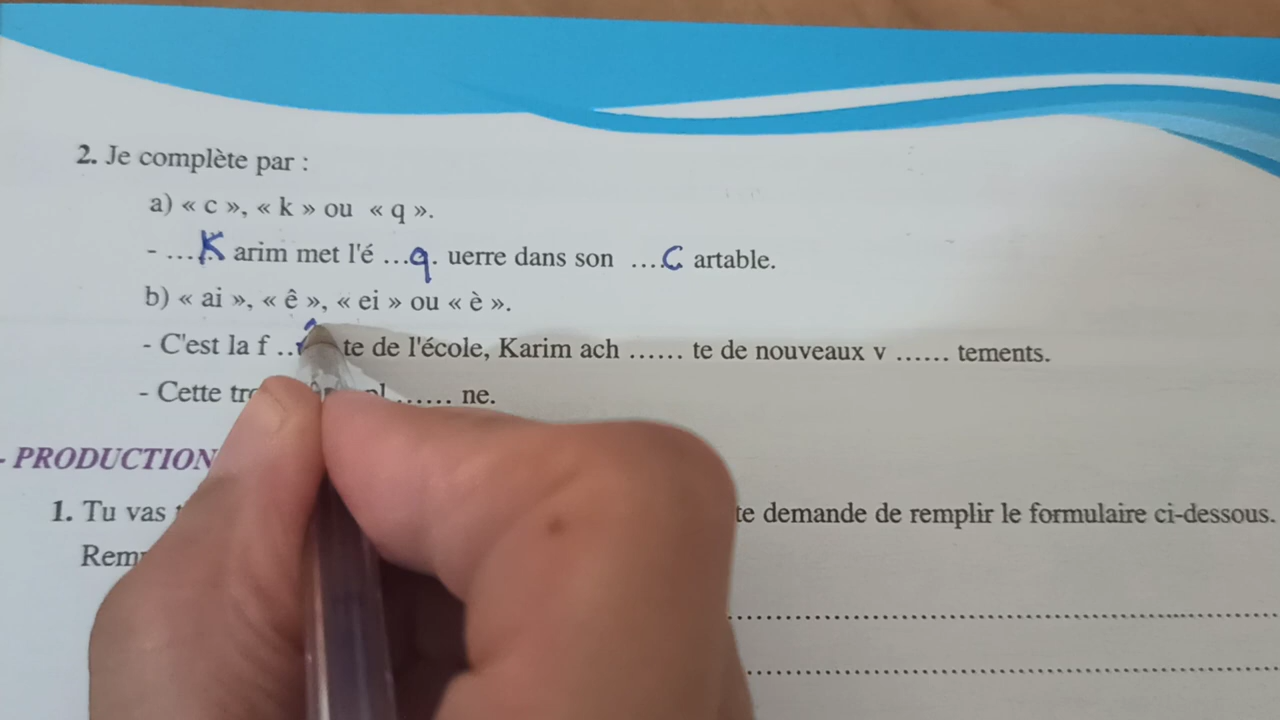 2. Je complète par :
a) « c », « k » ou « q ».
- ...K arim met l'é ...q. uerre dans son ....C artable.
b) « ai », « ê », « ei » ou « è ».
- C'est la f .. te de l'école, Karim ach ...... te de nouveaux v ...... tements.
- Cette ...... ne.
- PRODUCTION
1. Tu vas te demande de remplir le formulaire ci-dessous.